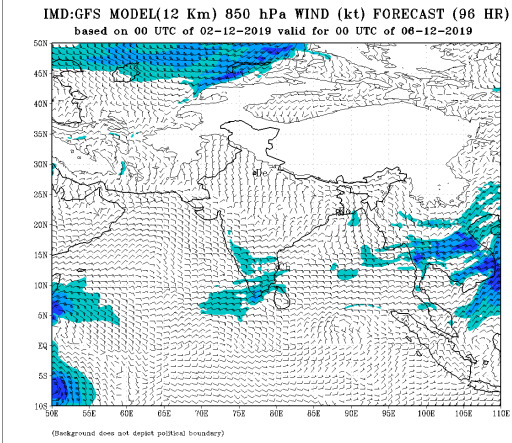 IMD:GFS MODEL(12 Km) 850 hPa WIND (kt) FORECAST (96 HR)
based on 00 UTC of 02-12-2019 valid for 00 UTC of 06-12-2019
50N
45N
40N
35N
30N
25N
20N
15N
10N
5N
EQ
5S
10S
50E 55E 60E 65E 70E 75E 80E 85E 90E 95E 100E 105E 110E
(Background does not depict political boundary)